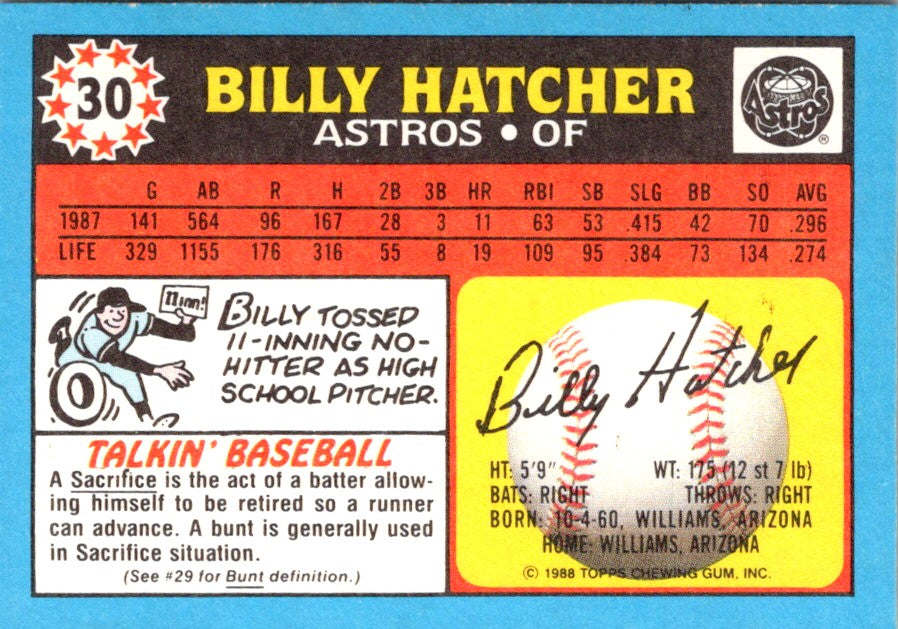 30
BILLY HATCHER
ASTROS • OF
Astros ®
G AB R H 2B 3B HR RBI SB SLG BB SO AVG
1987 141 564 96 167 28 3 11 63 53 .415 42 70 .296
LIFE 329 1155 176 316 55 8 19 109 95 .384 73 134 .274
BILLY TOSSED
11-INNING NO-
HITTER AS HIGH
SCHOOL PITCHER.
TALKIN' BASEBALL
A Sacrifice is the act of a batter allow-
ing himself to be retired so a runner
can advance. A bunt is generally used
in Sacrifice situation.
(See #29 for Bunt definition.)
Billy Hatcher
HT: 5'9" WT: 175 (12 st 7 lb)
BATS: RIGHT THROWS: RIGHT
BORN: 10-4-60, WILLIAMS, ARIZONA
HOME: WILLIAMS, ARIZONA
© 1988 TOPPS CHEWING GUM, INC.